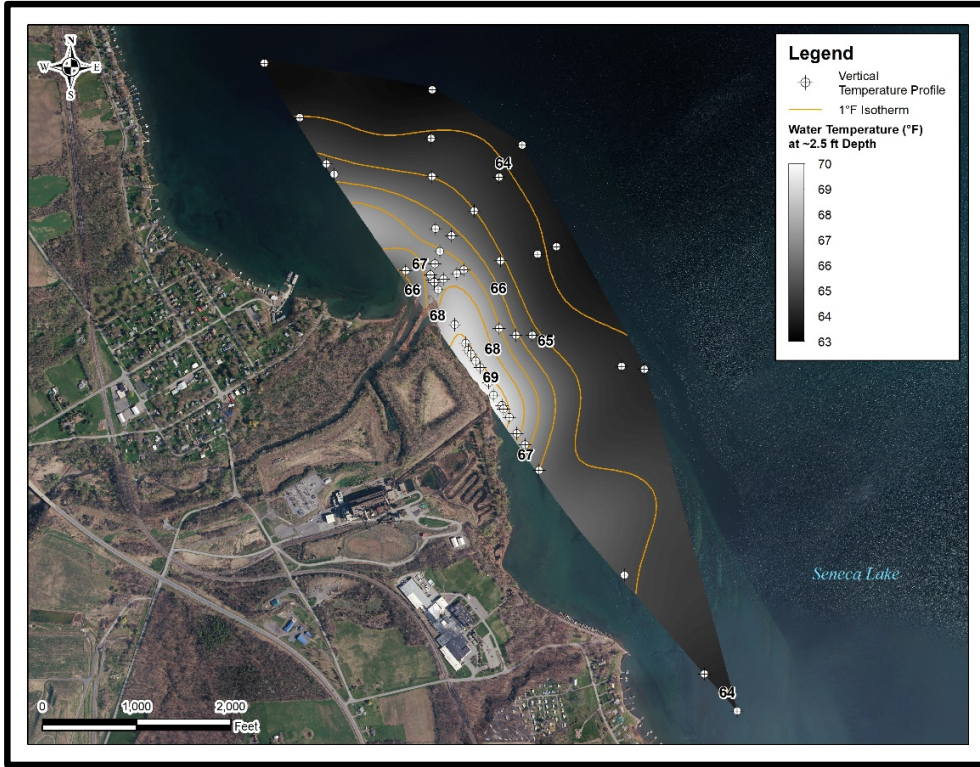 N
W E
S
Legend
Vertical
Temperature Profile
1°F Isotherm
Water Temperature (°F)
at ~2.5 ft Depth
70
69
68
67
66
65
64
63
64
67
66
66
68
65
68
69
67
Seneca Lake
64
0 1,000 2,000
Feet